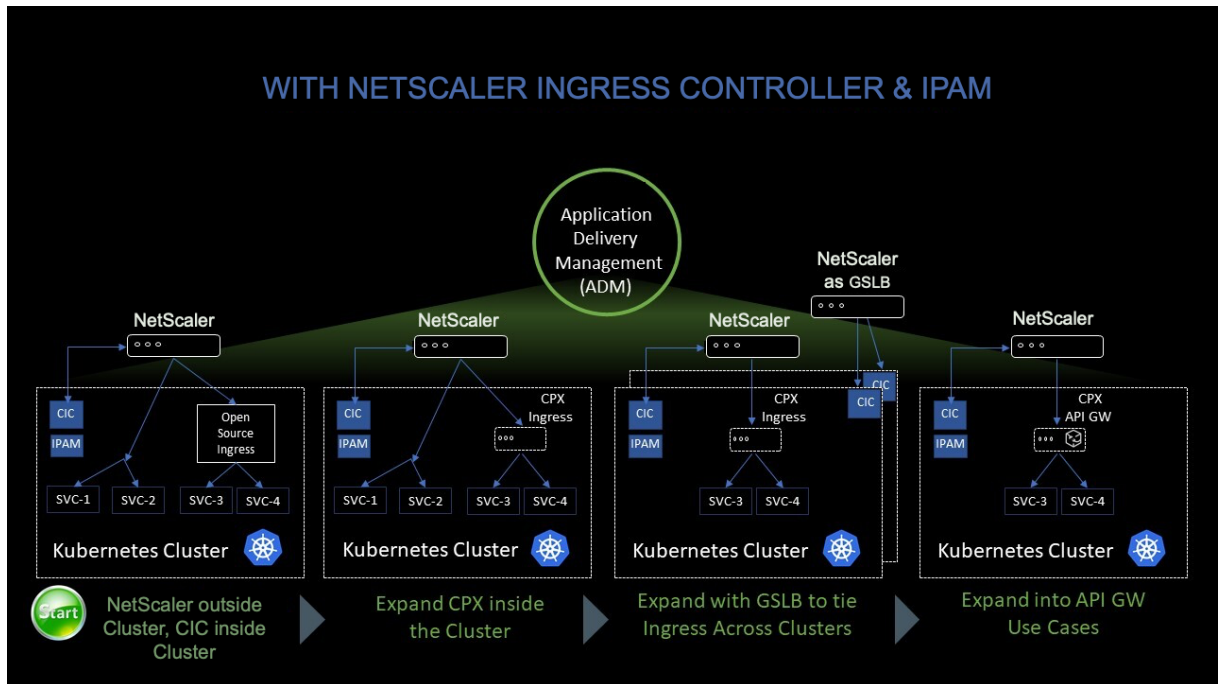 WITH NETSCALER INGRESS CONTROLLER & IPAM
Application
Delivery
Management
(ADM)
NetScaler
as GSLB
NetScaler
NetScaler
NetScaler
NetScaler
CIC
IPAM
Open
Source
Ingress
SVC-1
SVC-2
SVC-3
SVC-4
Kubernetes Cluster
CIC
IPAM
CPX
Ingress
SVC-1
SVC-2
SVC-3
SVC-4
Kubernetes Cluster
CIC
IPAM
CPX
Ingress
CIC
CIC
SVC-3
SVC-4
Kubernetes Cluster
CIC
IPAM
CPX
API GW
SVC-3
SVC-4
Kubernetes Cluster
Start
NetScaler outside
Cluster, CIC inside
Cluster
Expand CPX inside
the Cluster
Expand with GSLB to tie
Ingress Across Clusters
Expand into API GW
Use Cases